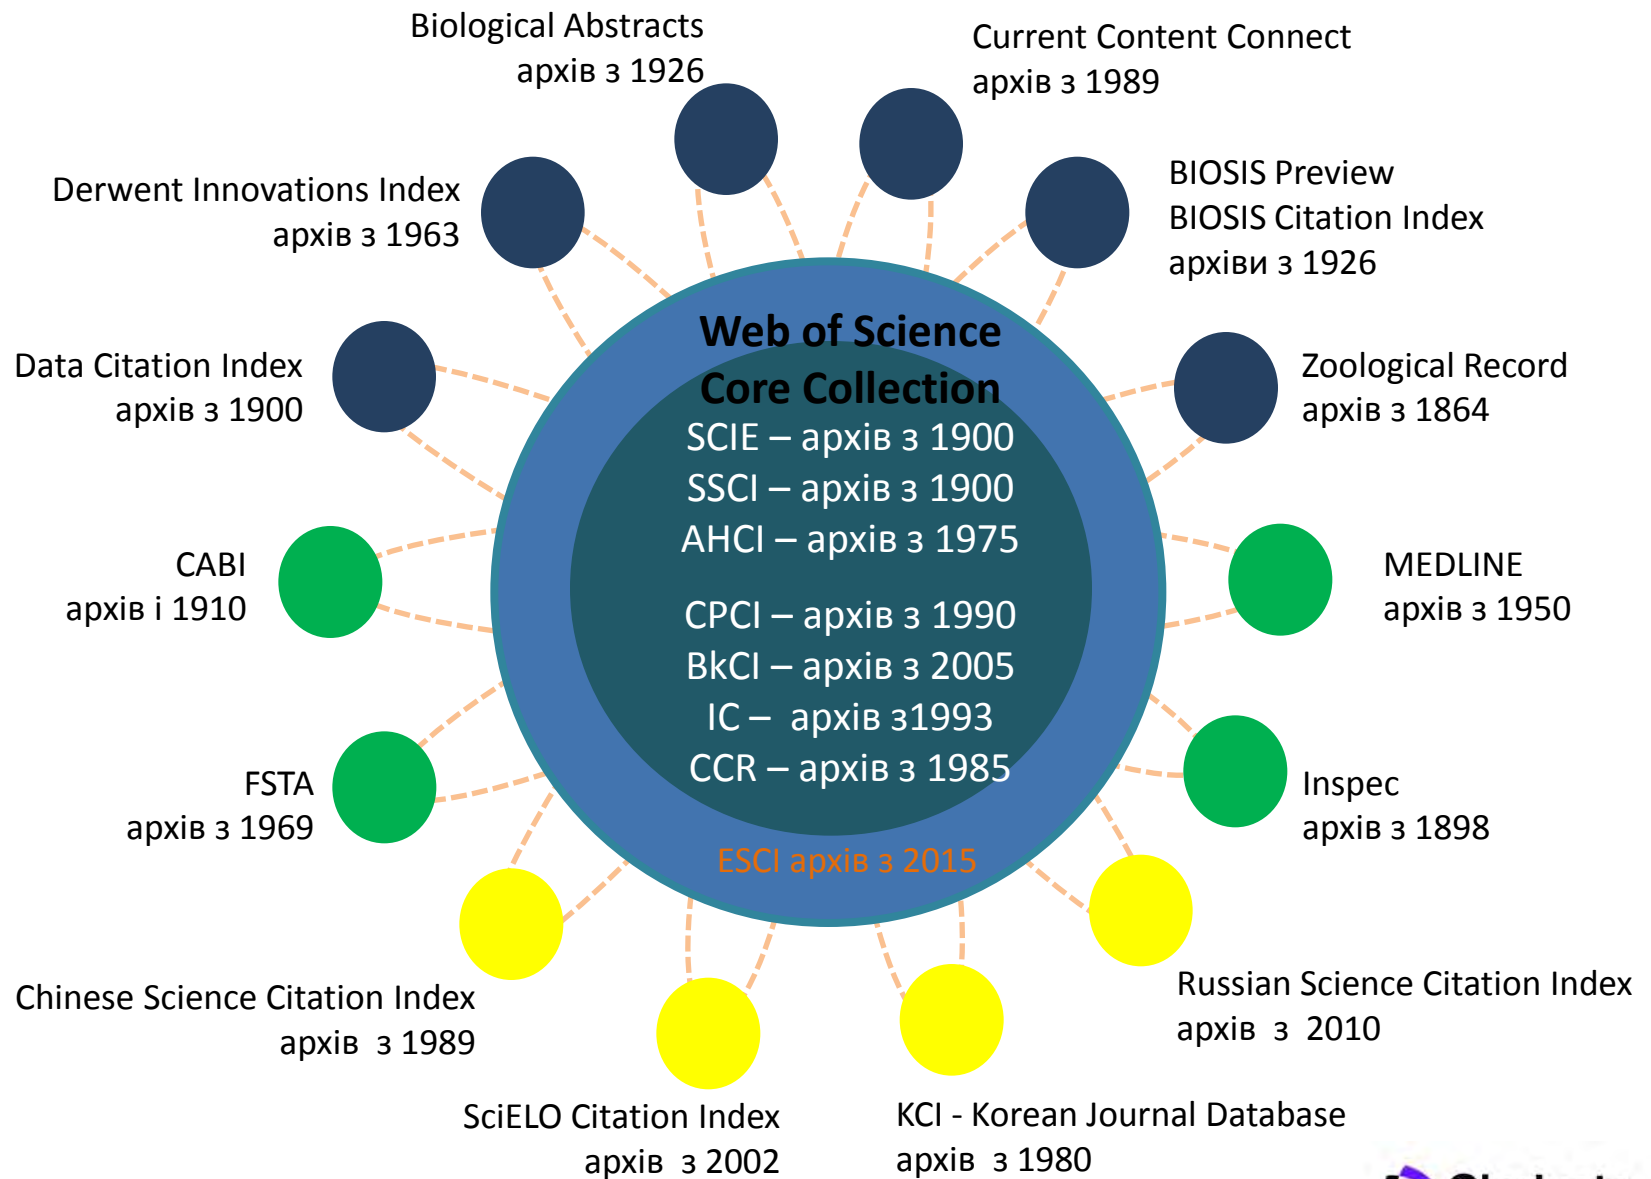 Biological Abstracts
архів з 1926
Current Content Connect
архів з 1989
Derwent Innovations Index
архів з 1963
BIOSIS Preview
BIOSIS Citation Index
архіви з 1926
Data Citation Index
архів з 1900
Zoological Record
архів з 1864
Web of Science
Core Collection
SCIE – архів з 1900
SSCI – архів з 1900
AHCI – архів з 1975
CPCI – архів з 1990
BkCI – архів з 2005
IC – архів з1993
CCR – архів з 1985
ESCI архів з 2015
CABI
архів і 1910
MEDLINE
архів з 1950
FSTA
архів з 1969
Inspec
архів з 1898
Chinese Science Citation Index
архів з 1989
Russian Science Citation Index
архів з 2010
SciELO Citation Index
архів з 2002
KCI - Korean Journal Database
архів з 1980